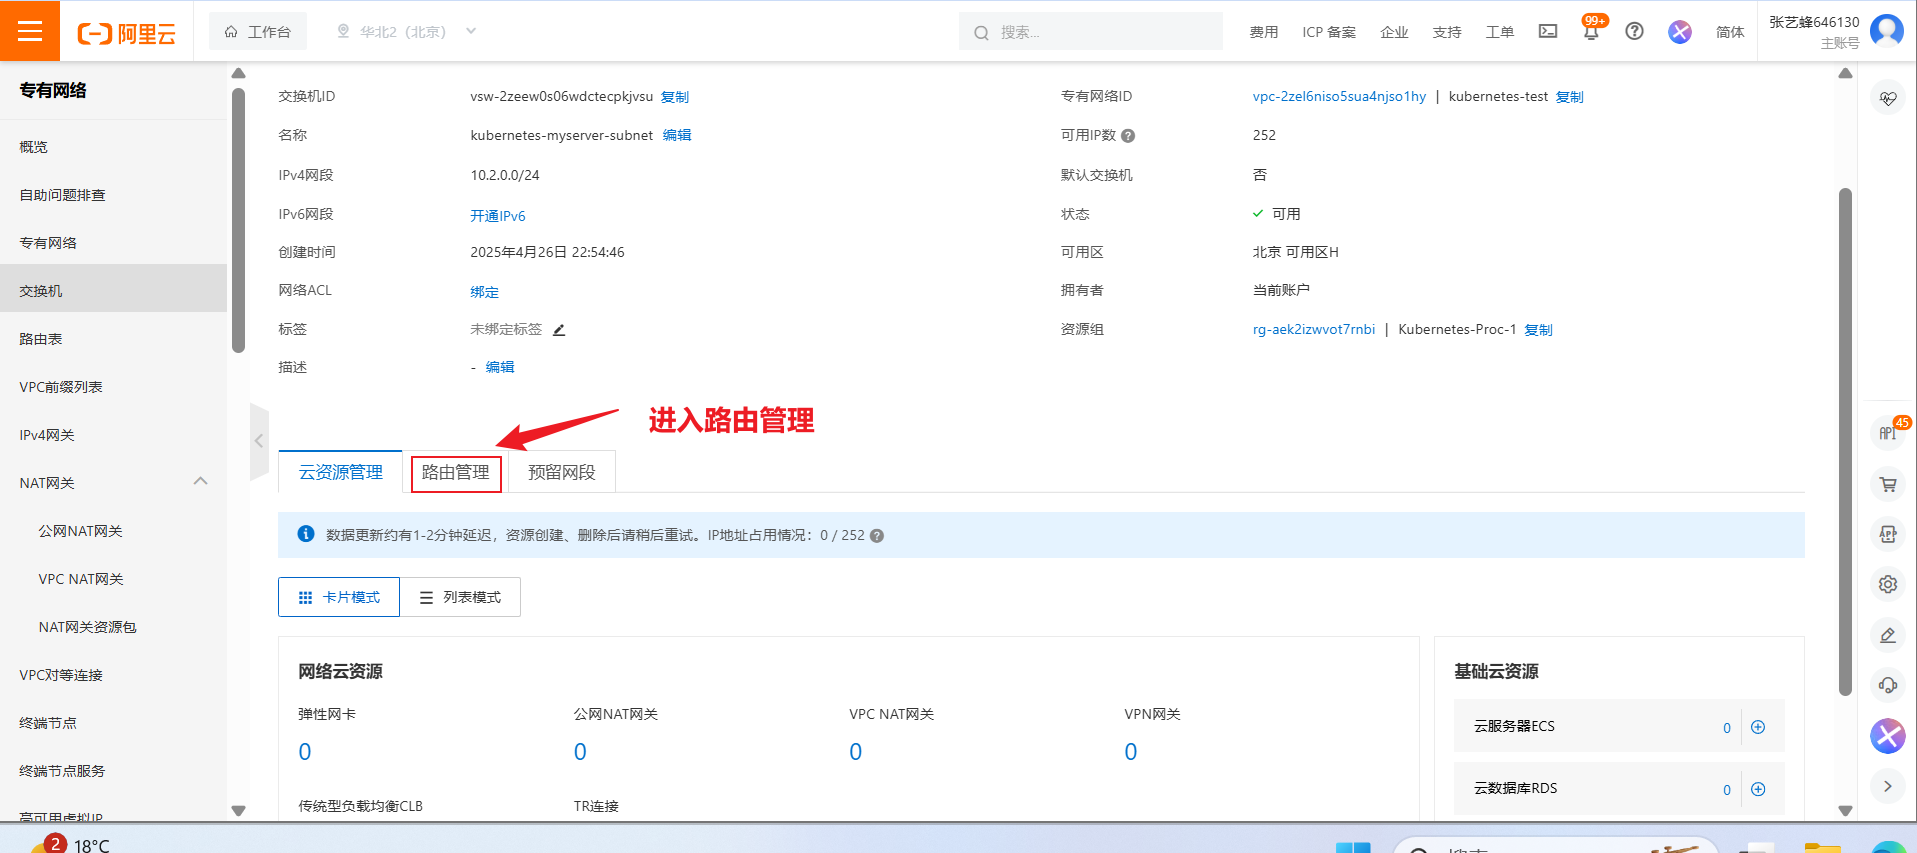 阿里云
工作台
华北2（北京）
搜索...
费用
ICP 备案
企业
支持
工单
99+
简体
张艺蜂646130
主账号
专有网络
概览
自助问题排查
专有网络
交换机
路由表
VPC前缀列表
IPv4网关
NAT网关
公网NAT网关
VPC NAT网关
NAT网关资源包
VPC对等连接
终端节点
终端节点服务
高可用虚拟IP
交换机ID vsw-2zeew0s06wdctecpkjvsu 复制
专有网络ID vpc-2zel6niso5sua4njso1hy | kubernetes-test 复制
名称 kubernetes-myserver-subnet 编辑
可用IP数 252
IPv4网段 10.2.0.0/24
默认交换机 否
IPv6网段 开通IPv6
状态 可用
创建时间 2025年4月26日 22:54:46
可用区 北京 可用区H
网络ACL 绑定
拥有者 当前账户
标签 未绑定标签
资源组 rg-aek2izwvot7rnbi | Kubernetes-Proc-1 复制
描述 - 编辑
进入路由管理
云资源管理 路由管理 预留网段
数据更新约有1-2分钟延迟，资源创建、删除后请稍后重试。IP地址占用情况：0 / 252
卡片模式 列表模式
网络云资源
弹性网卡 公网NAT网关 VPC NAT网关 VPN网关
0 0 0 0
传统型负载均衡CLB TR连接
基础云资源
云服务器ECS 0
云数据库RDS 0
45
API
APP
2
18°C
搜索